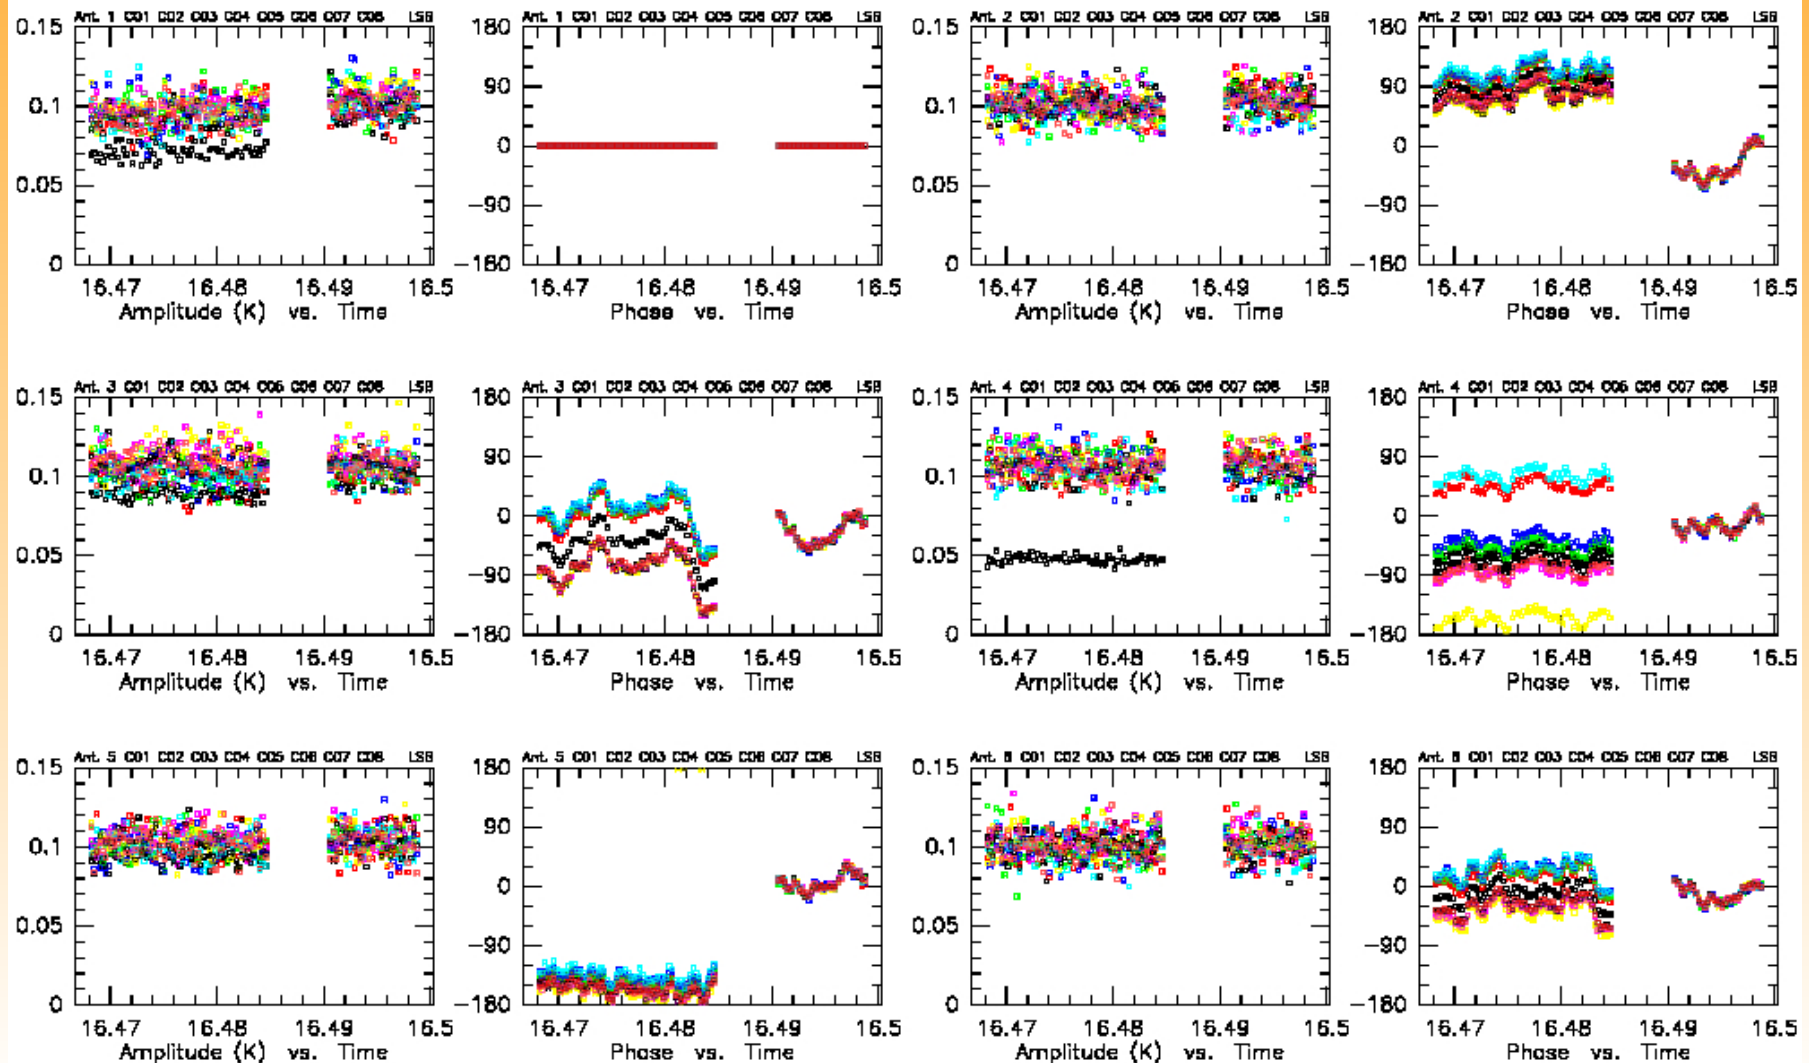 Ant. 1 C01 C02 C03 C04 C05 C06 C07 C08 LSB
0.15
0.1
0.05
0
16.47 16.48 16.49 16.5
Amplitude (K) vs. Time
Ant. 1 C01 C02 C03 C04 C05 C06 C07 C08 LSB
180
90
0
−90
−180
16.47 16.48 16.49 16.5
Phase vs. Time
Ant. 2 C01 C02 C03 C04 C05 C06 C07 C08 LSB
0.15
0.1
0.05
0
16.47 16.48 16.49 16.5
Amplitude (K) vs. Time
Ant. 2 C01 C02 C03 C04 C05 C06 C07 C08 LSB
180
90
0
−90
−180
16.47 16.48 16.49 16.5
Phase vs. Time
Ant. 3 C01 C02 C03 C04 C05 C06 C07 C08 LSB
0.15
0.1
0.05
0
16.47 16.48 16.49 16.5
Amplitude (K) vs. Time
Ant. 3 C01 C02 C03 C04 C05 C06 C07 C08 LSB
180
90
0
−90
−180
16.47 16.48 16.49 16.5
Phase vs. Time
Ant. 4 C01 C02 C03 C04 C05 C06 C07 C08 LSB
0.15
0.1
0.05
0
16.47 16.48 16.49 16.5
Amplitude (K) vs. Time
Ant. 4 C01 C02 C03 C04 C05 C06 C07 C08 LSB
180
90
0
−90
−180
16.47 16.48 16.49 16.5
Phase vs. Time
Ant. 5 C01 C02 C03 C04 C05 C06 C07 C08 LSB
0.15
0.1
0.05
0
16.47 16.48 16.49 16.5
Amplitude (K) vs. Time
Ant. 5 C01 C02 C03 C04 C05 C06 C07 C08 LSB
180
90
0
−90
−180
16.47 16.48 16.49 16.5
Phase vs. Time
Ant. 6 C01 C02 C03 C04 C05 C06 C07 C08 LSB
0.15
0.1
0.05
0
16.47 16.48 16.49 16.5
Amplitude (K) vs. Time
Ant. 6 C01 C02 C03 C04 C05 C06 C07 C08 LSB
180
90
0
−90
−180
16.47 16.48 16.49 16.5
Phase vs. Time